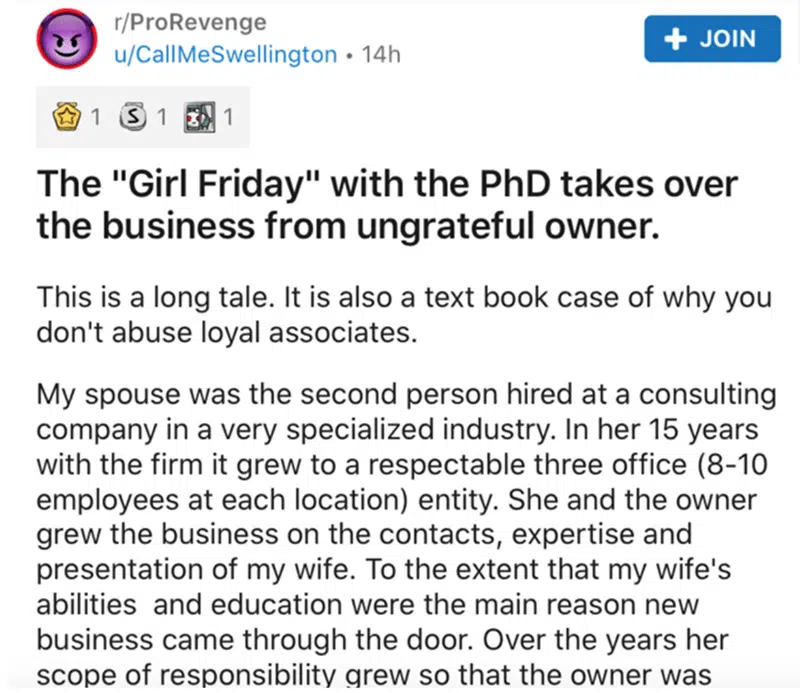 r/ProRevenge
u/CallMeSwellington • 14h
+ JOIN
1 S 1 1
The "Girl Friday" with the PhD takes over
the business from ungrateful owner.
This is a long tale. It is also a text book case of why you
don't abuse loyal associates.
My spouse was the second person hired at a consulting
company in a very specialized industry. In her 15 years
with the firm it grew to a respectable three office (8-10
employees at each location) entity. She and the owner
grew the business on the contacts, expertise and
presentation of my wife. To the extent that my wife's
abilities  and education were the main reason new
business came through the door. Over the years her
scope of responsibility grew so that the owner was